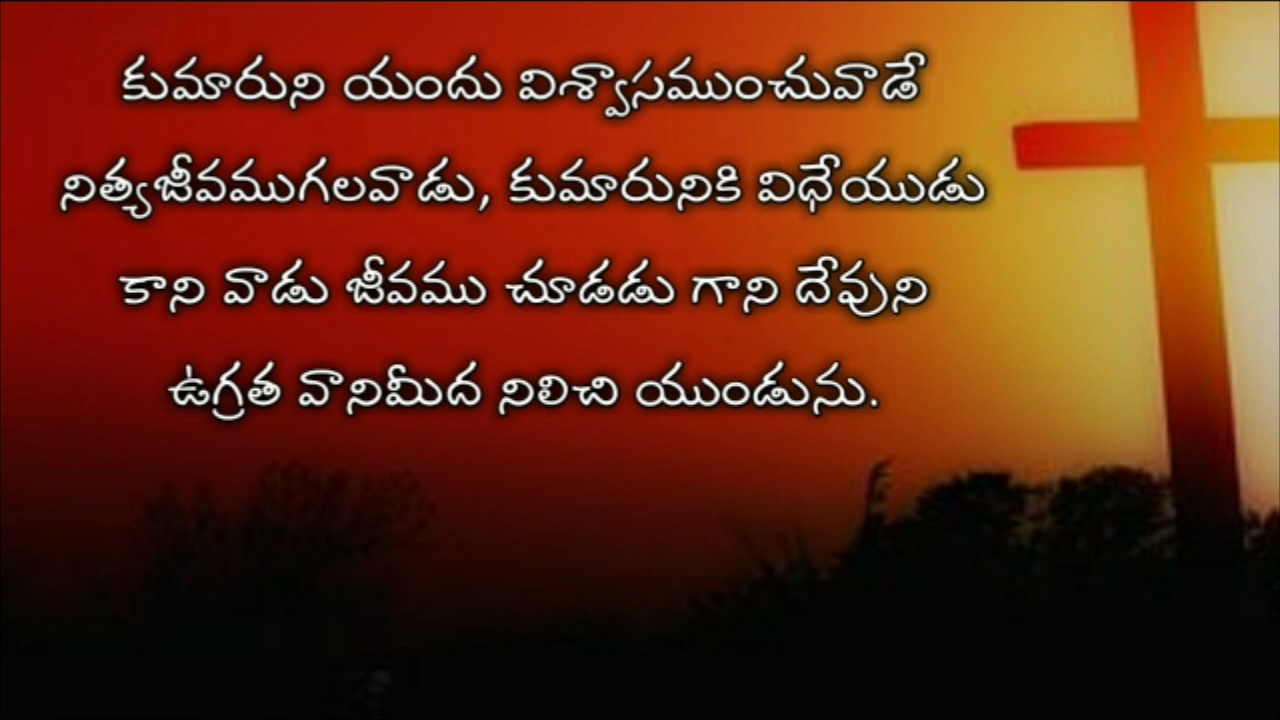 కుమారుని యందు విశ్వాసముంచువాడే
నిత్యజీవముగలవాడు, కుమారునికి విధేయుడు
కాని వాడు జీవము చూడడు గాని దేవుని
ఉగ్రత వానిమీద నిలిచి యుండును.